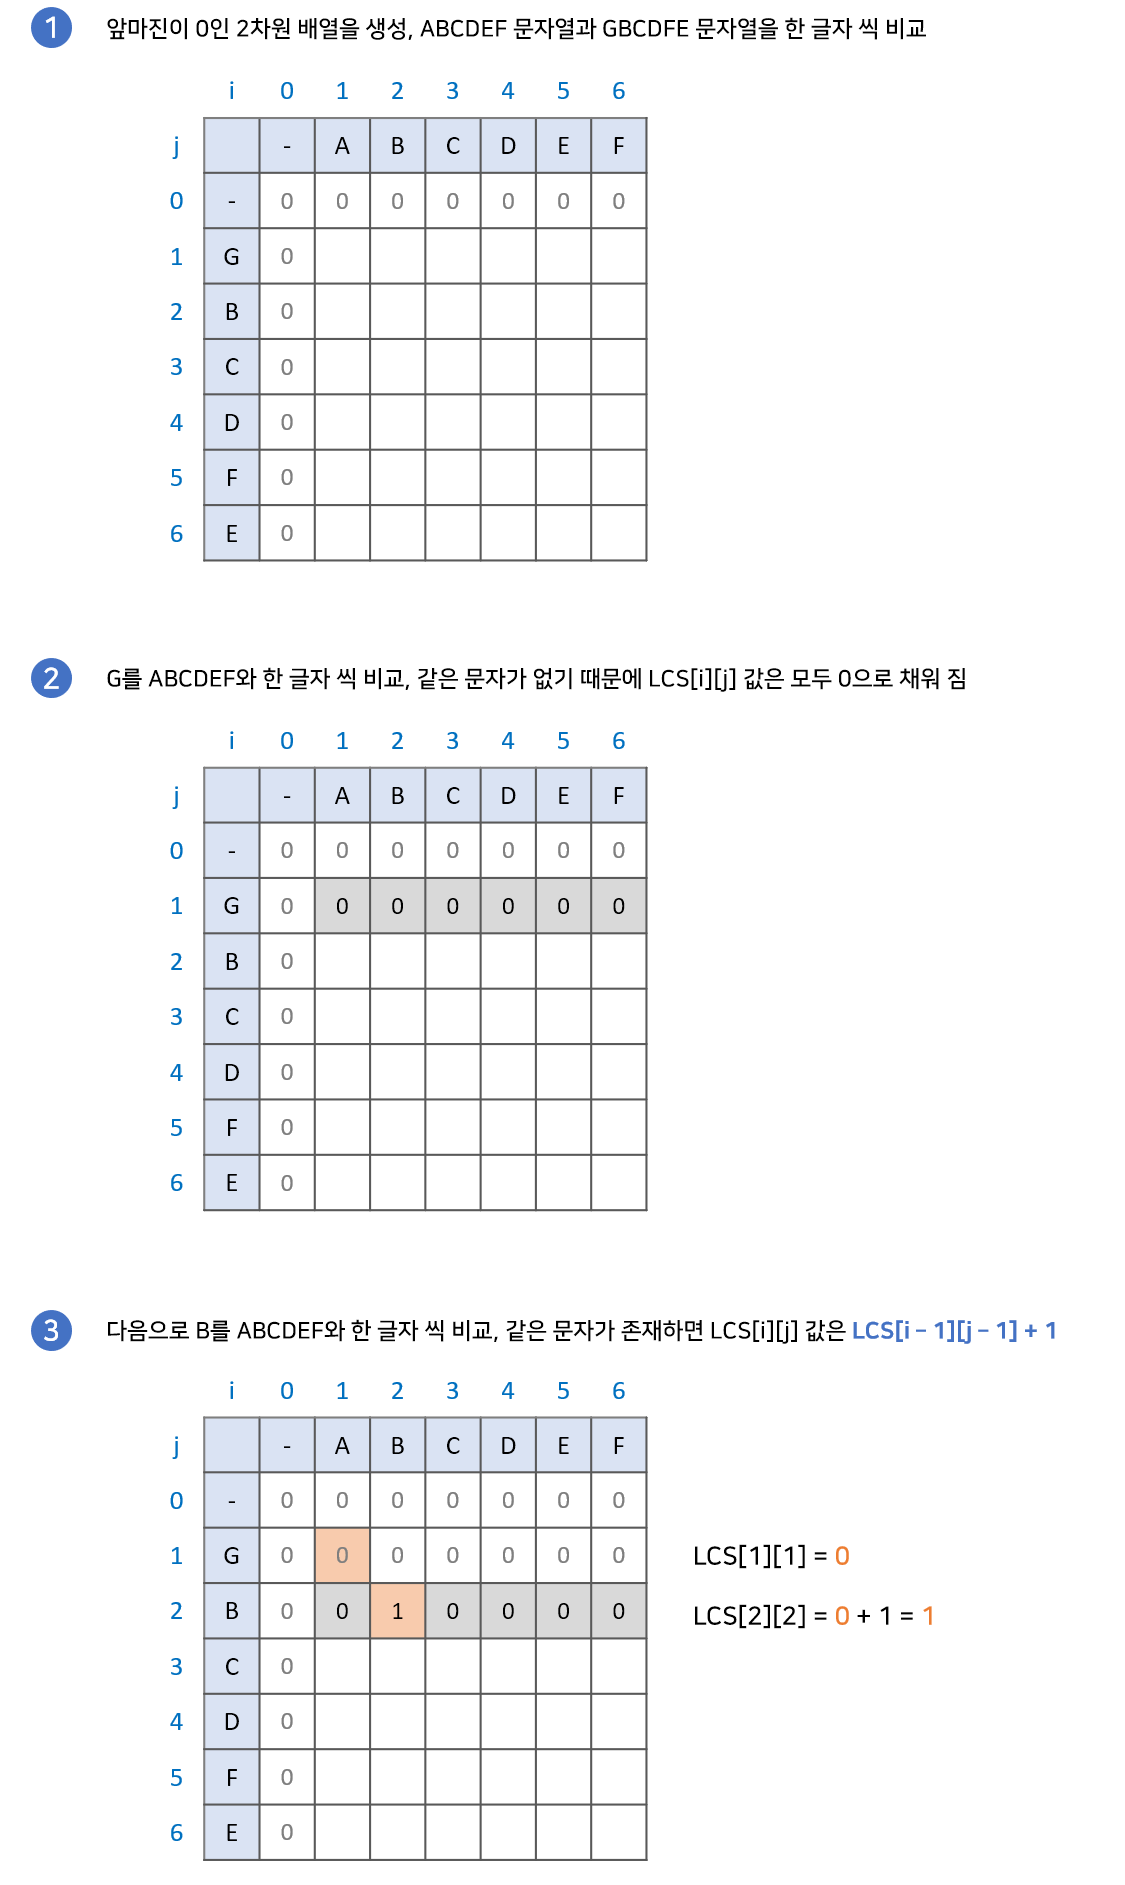 1 앞마진이 0인 2차원 배열을 생성, ABCDEF 문자열과 GBCDFE 문자열을 한 글자 씩 비교
i 0 1 2 3 4 5 6
j - A B C D E F
0 - 0 0 0 0 0 0 0
1 G 0
2 B 0
3 C 0
4 D 0
5 F 0
6 E 0
2 G를 ABCDEF와 한 글자 씩 비교, 같은 문자가 없기 때문에 LCS[i][j] 값은 모두 0으로 채워 짐
i 0 1 2 3 4 5 6
j - A B C D E F
0 - 0 0 0 0 0 0 0
1 G 0 0 0 0 0 0 0
2 B 0
3 C 0
4 D 0
5 F 0
6 E 0
3 다음으로 B를 ABCDEF와 한 글자 씩 비교, 같은 문자가 존재하면 LCS[i][j] 값은 LCS[i – 1][j – 1] + 1
i 0 1 2 3 4 5 6
j - A B C D E F
0 - 0 0 0 0 0 0 0
1 G 0 0 0 0 0 0 0 LCS[1][1] = 0
2 B 0 0 1 0 0 0 0 LCS[2][2] = 0 + 1 = 1
3 C 0
4 D 0
5 F 0
6 E 0